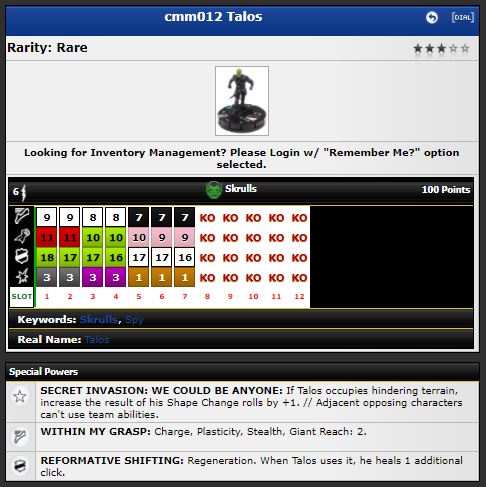 cmm012 Talos
[DIAL]
Rarity: Rare
Looking for Inventory Management? Please Login w/ "Remember Me?" option
selected.
6 Skrulls 100 Points
9 9 8 8 7 7 7 KO KO KO KO KO
11 11 10 10 10 9 9 KO KO KO KO KO
18 17 17 16 17 17 16 KO KO KO KO KO
3 3 3 3 1 1 1 KO KO KO KO KO
SLOT 1 2 3 4 5 6 7 8 9 10 11 12
Keywords: Skrulls, Spy
Real Name: Talos
Special Powers
SECRET INVASION: WE COULD BE ANYONE: If Talos occupies hindering terrain,
increase the result of his Shape Change rolls by +1. // Adjacent opposing characters
can't use team abilities.
WITHIN MY GRASP: Charge, Plasticity, Stealth, Giant Reach: 2.
REFORMATIVE SHIFTING: Regeneration. When Talos uses it, he heals 1 additional
click.